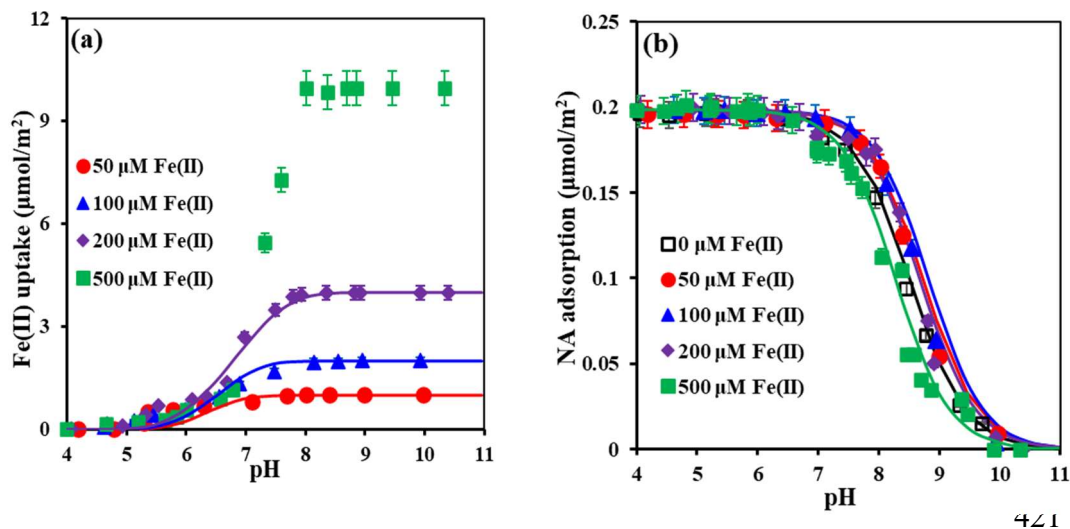 (a)
Fe(II) uptake (μmol/m²)
12
9
6
3
0
50 μM Fe(II)
100 μM Fe(II)
200 μM Fe(II)
500 μM Fe(II)
4 5 6 7 8 9 10 11
pH
(b)
NA adsorption (μmol/m²)
0.25
0.2
0.15
0.1
0.05
0
0 μM Fe(II)
50 μM Fe(II)
100 μM Fe(II)
200 μM Fe(II)
500 μM Fe(II)
4 5 6 7 8 9 10 11
pH
421